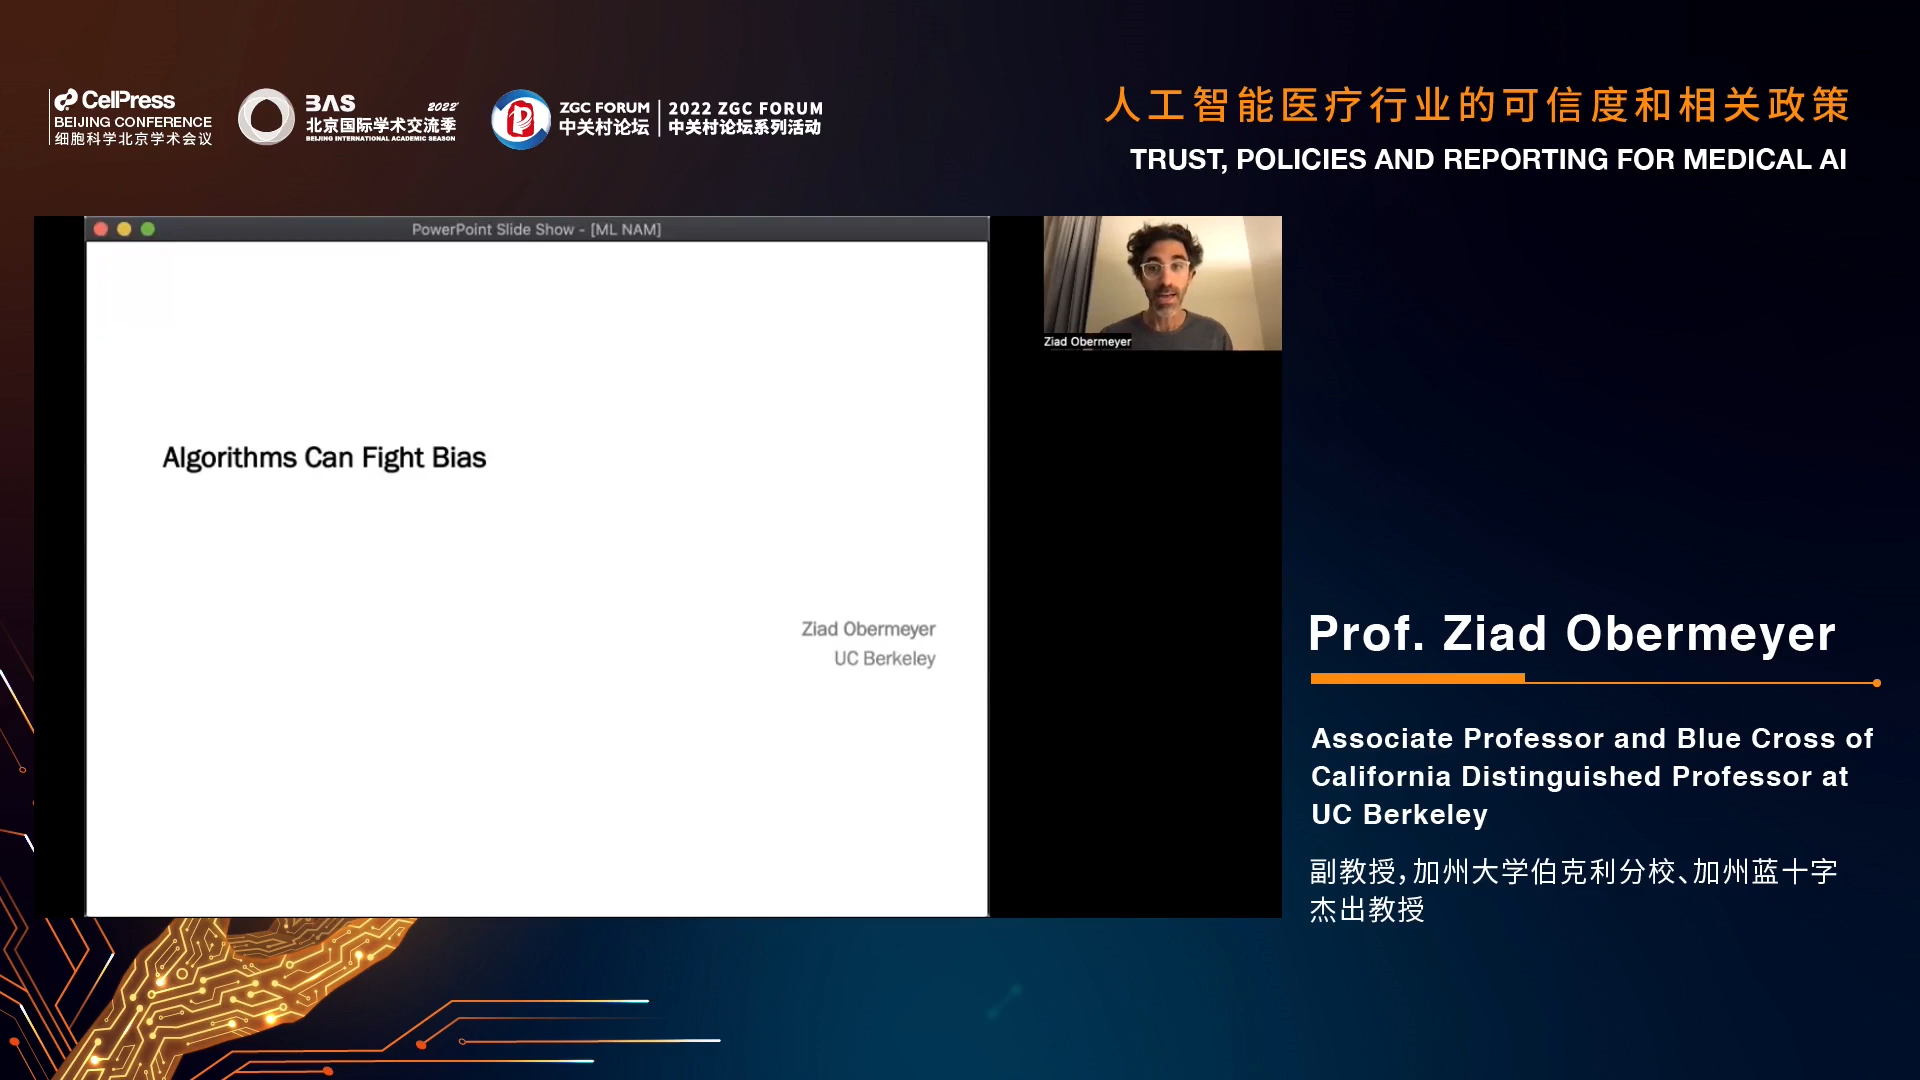 CellPress
BEIJING CONFERENCE
细胞科学北京学术会议
BAS 2022
北京国际学术交流季
BEIJING INTERNATIONAL ACADEMIC SEASON
ZGC FORUM
中关村论坛
2022 ZGC FORUM
中关村论坛系列活动
人工智能医疗行业的可信度和相关政策
TRUST, POLICIES AND REPORTING FOR MEDICAL AI
PowerPoint Slide Show - [ML NAM]
Algorithms Can Fight Bias
Ziad Obermeyer
UC Berkeley
Ziad Obermeyer
Prof. Ziad Obermeyer
Associate Professor and Blue Cross of
California Distinguished Professor at
UC Berkeley
副教授，加州大学伯克利分校、加州蓝十字
杰出教授